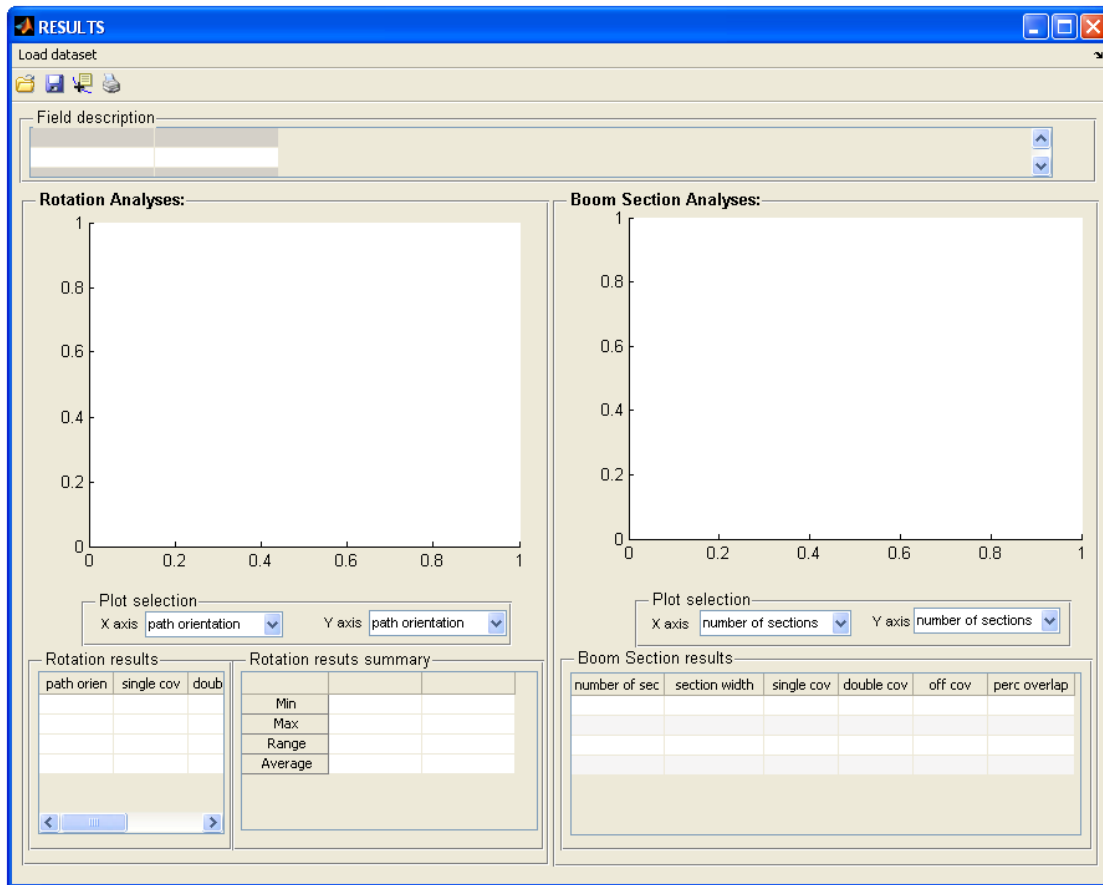 RESULTS
Load dataset
Field description
Rotation Analyses:
1
0.8
0.6
0.4
0.2
0
0 0.2 0.4 0.6 0.8 1
Plot selection
X axis path orientation Y axis path orientation
Rotation results
path orien single cov doub
Rotation resuts summary
Min
Max
Range
Average
Boom Section Analyses:
1
0.8
0.6
0.4
0.2
0
0 0.2 0.4 0.6 0.8 1
Plot selection
X axis number of sections Y axis number of sections
Boom Section results
number of sec section width single cov double cov off cov perc overlap